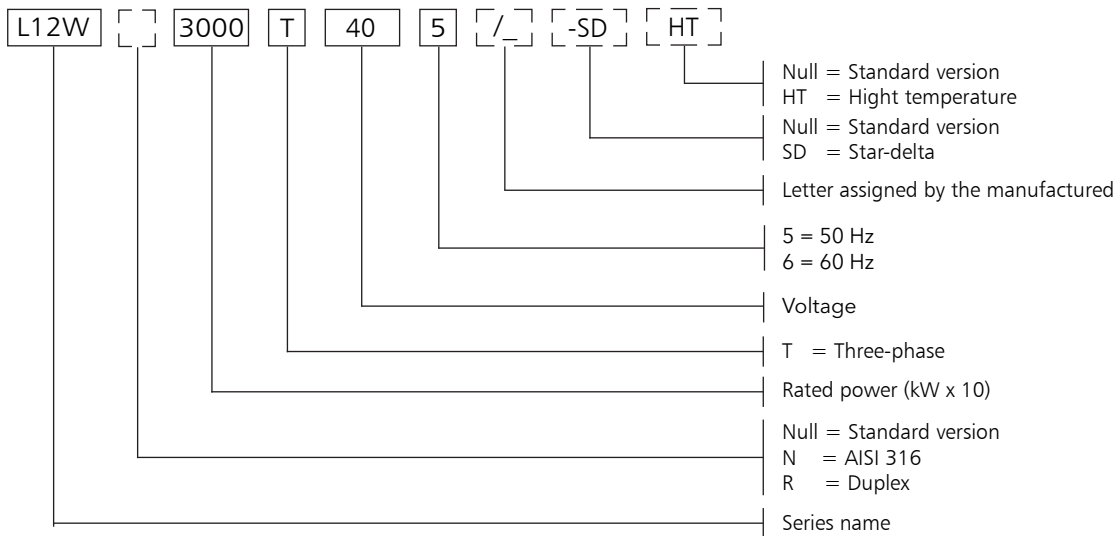 L12W 3000 T 40 5 /_ -SD HT
Null = Standard version
HT = Hight temperature
Null = Standard version
SD = Star-delta
Letter assigned by the manufactured
5 = 50 Hz
6 = 60 Hz
Voltage
T = Three-phase
Rated power (kW x 10)
Null = Standard version
N = AISI 316
R = Duplex
Series name